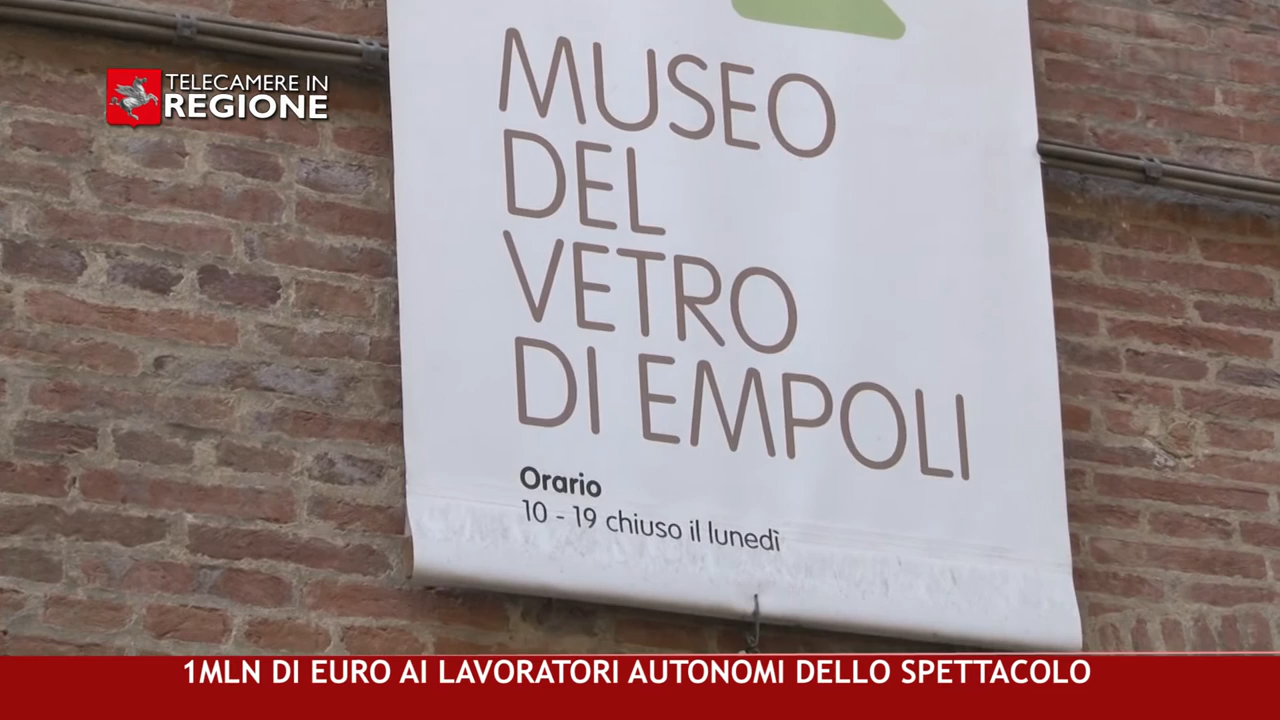 TELECAMERE IN
REGIONE
MUSEO
DEL
VETRO
DI EMPOLI
Orario
10 - 19 chiuso il lunedì
1MLN DI EURO AI LAVORATORI AUTONOMI DELLO SPETTACOLO